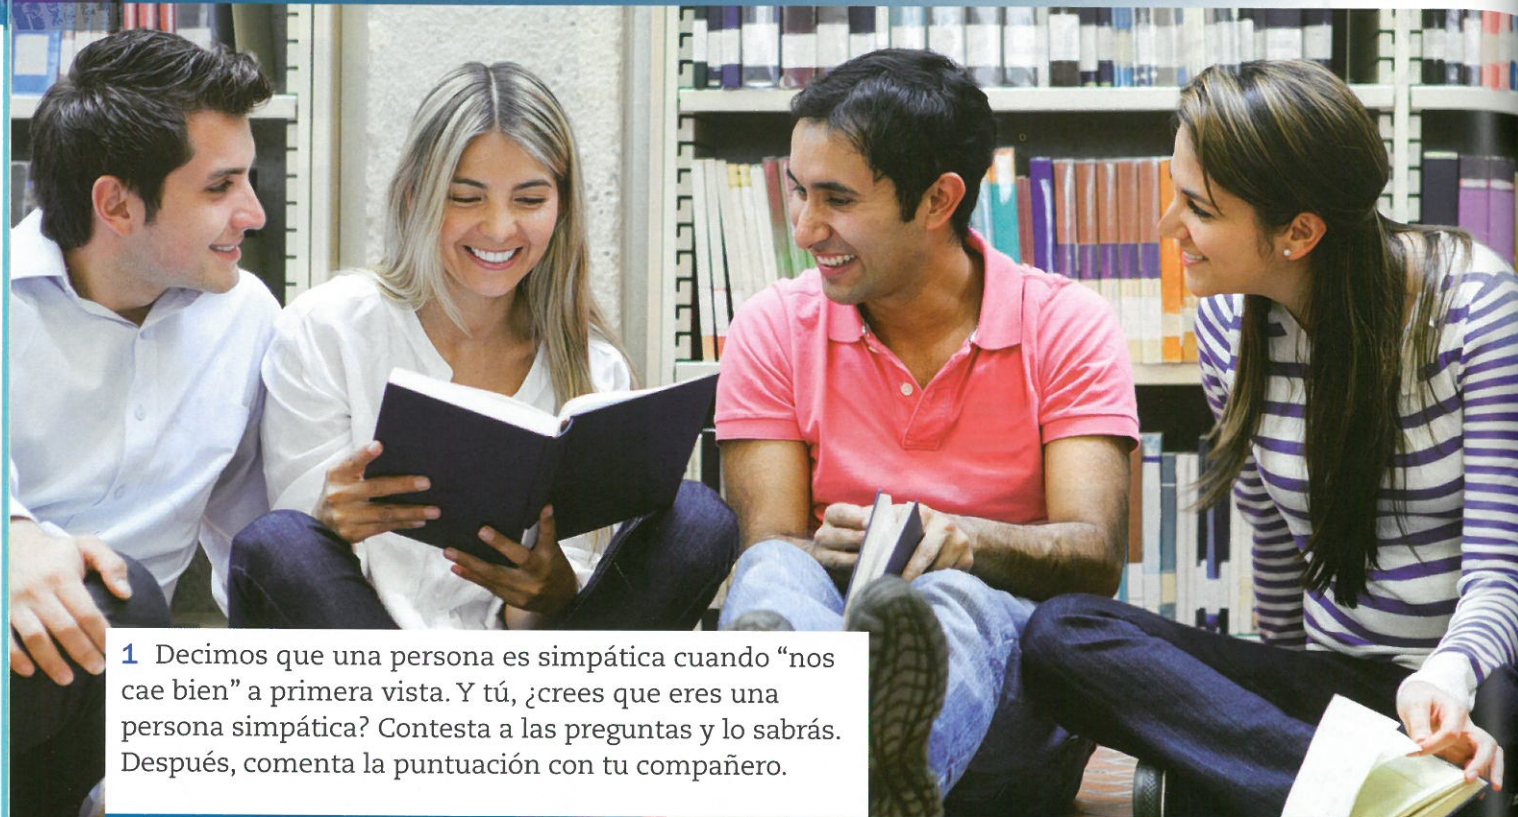 1 Decimos que una persona es simpática cuando “nos
cae bien” a primera vista. Y tú, ¿crees que eres una
persona simpática? Contesta a las preguntas y lo sabrás.
Después, comenta la puntuación con tu compañero.